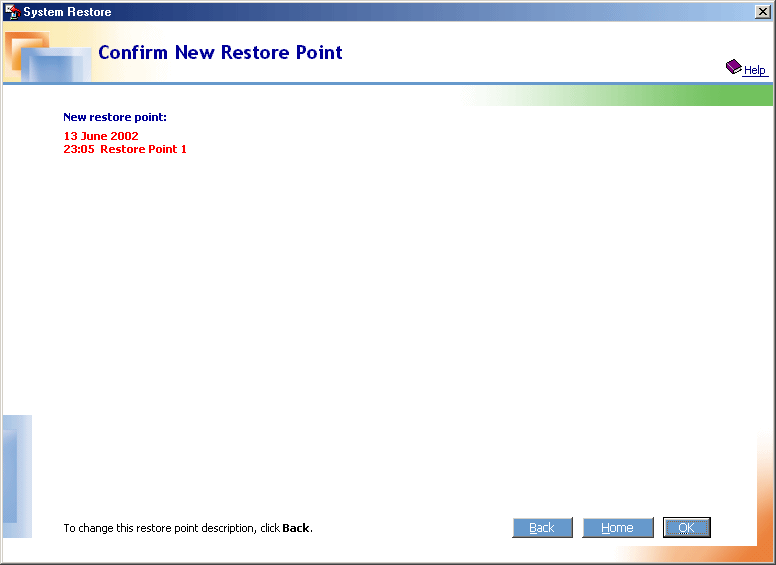 System Restore
Confirm New Restore Point
Help
New restore point:
13 June 2002
23:05 Restore Point 1
To change this restore point description, click Back.
Back
Home
OK